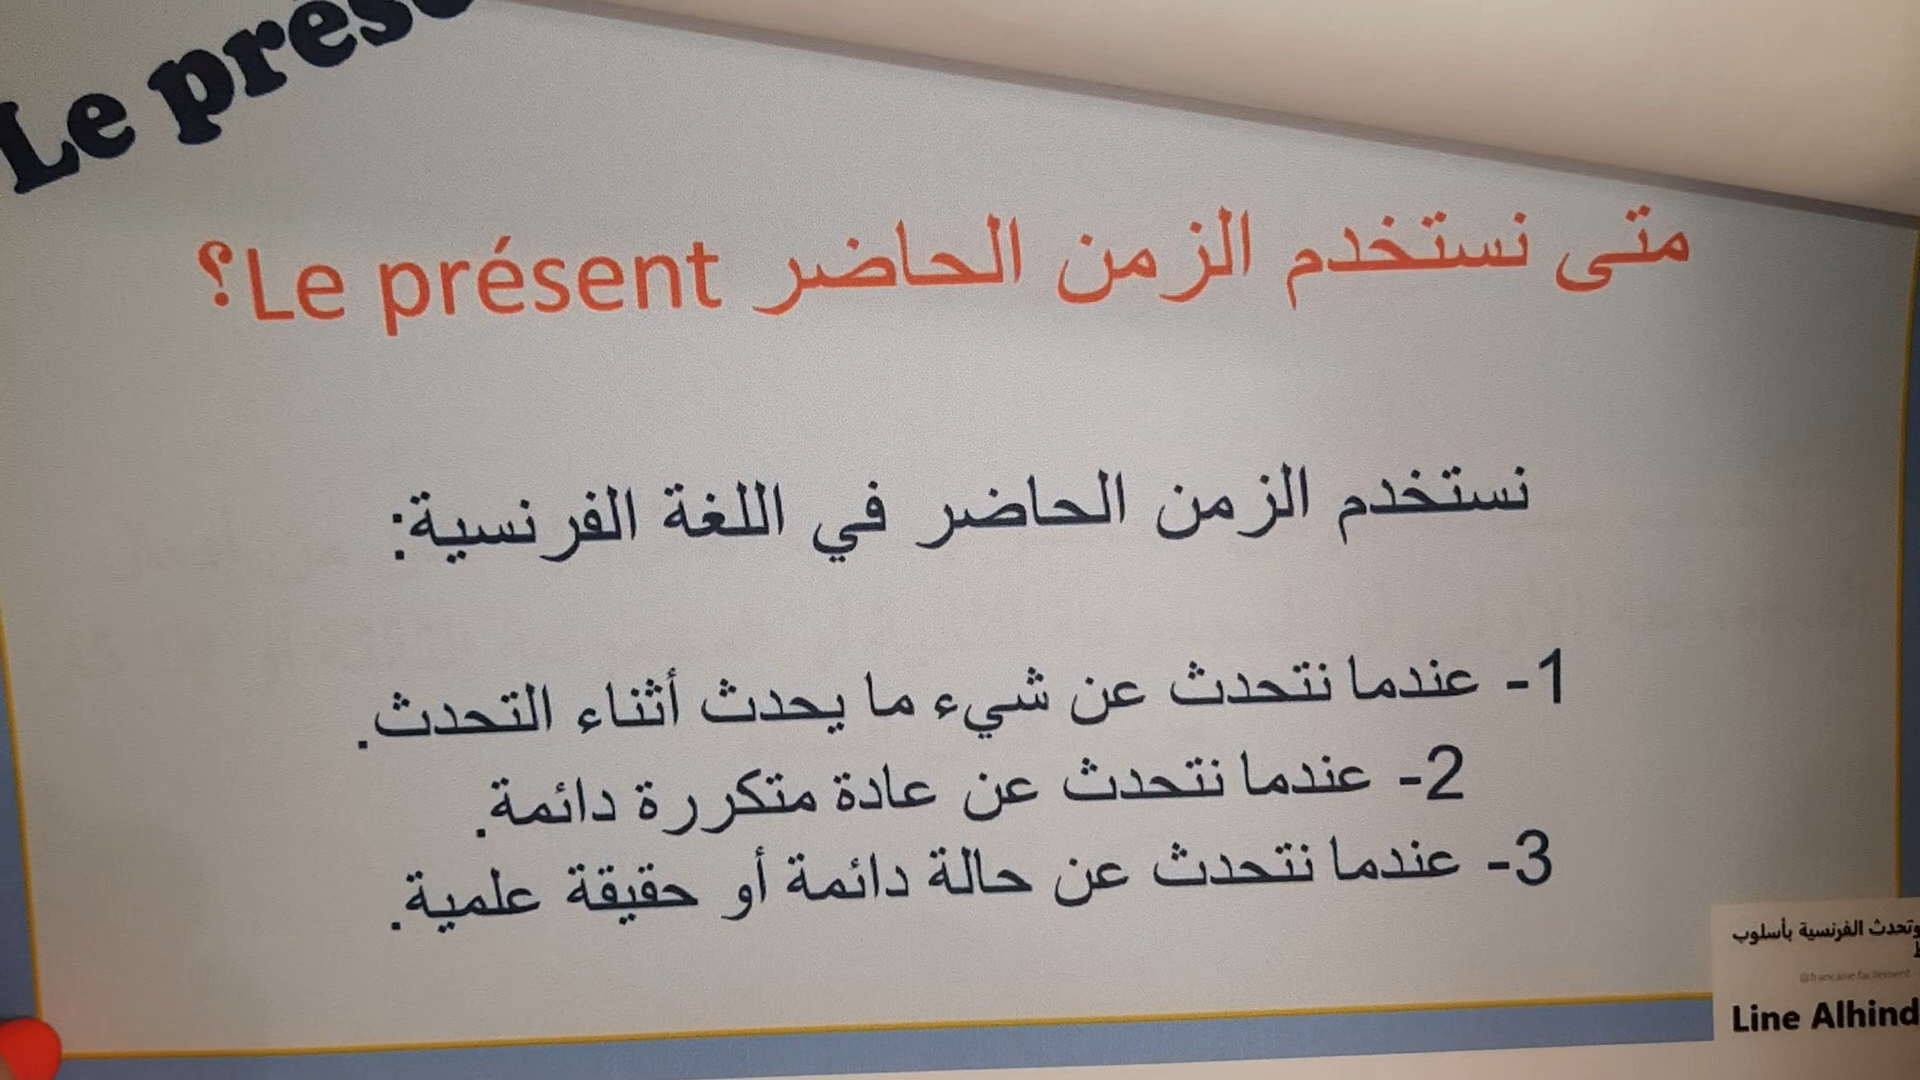 Le prés
متى نستخدم الزمن الحاضر Le présent؟
نستخدم الزمن الحاضر في اللغة الفرنسية:
1- عندما نتحدث عن شيء ما يحدث أثناء التحدث.
2- عندما نتحدث عن عادة متكررة دائمة.
3- عندما نتحدث عن حالة دائمة أو حقيقة علمية.
وتحدث الفرنسية بأسلوب
Line Alhind